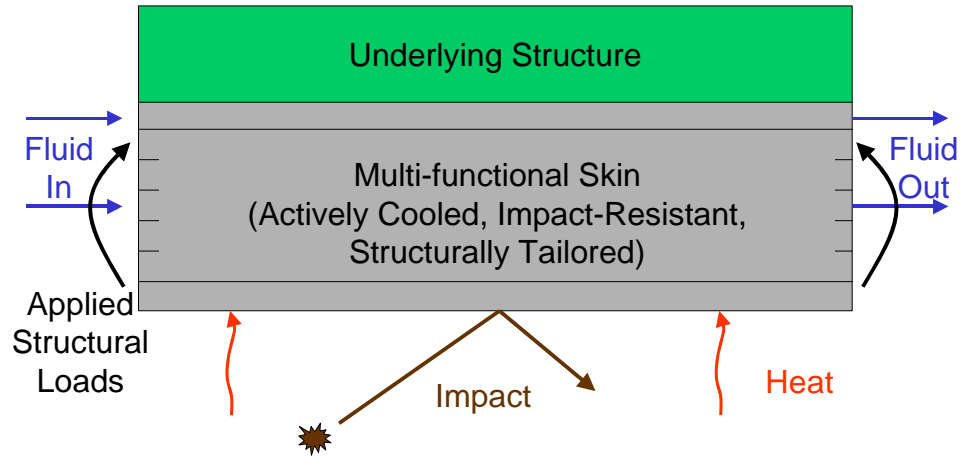 Underlying Structure
Fluid
In
Fluid
Out
Multi-functional Skin
(Actively Cooled, Impact-Resistant,
Structurally Tailored)
Applied
Structural
Loads
Impact
Heat